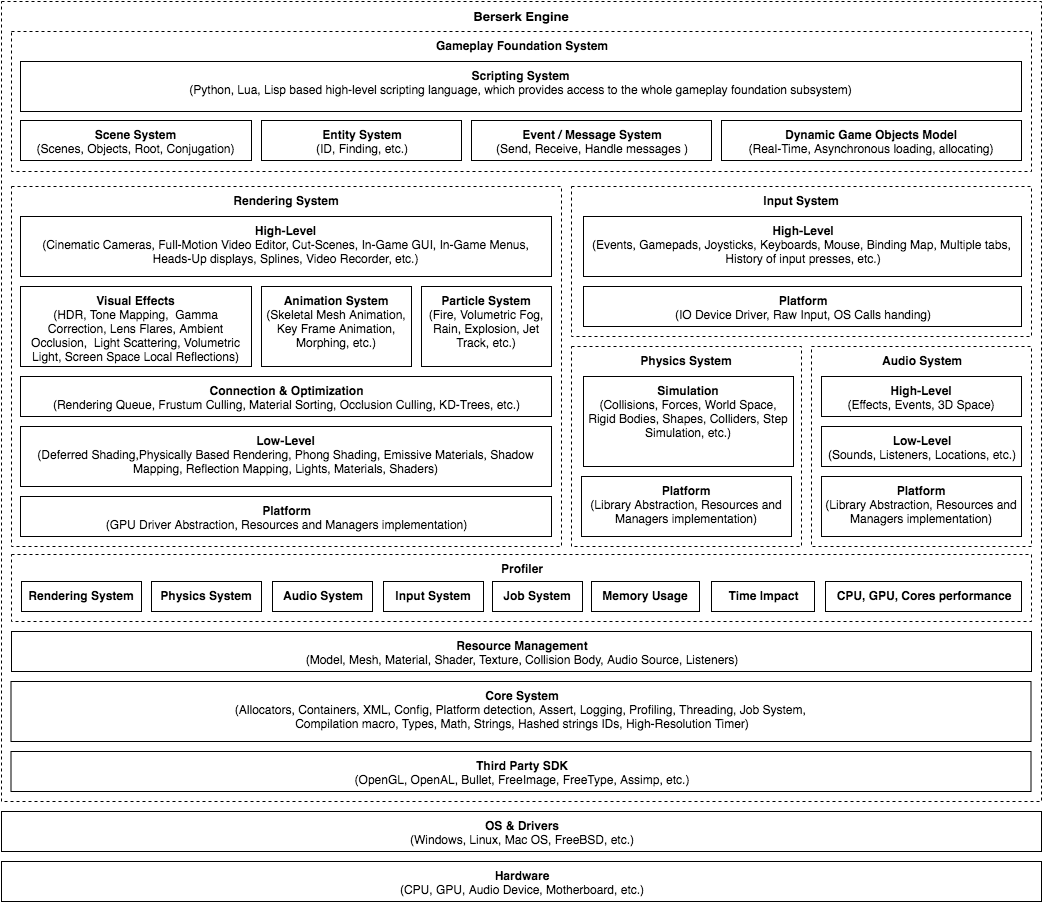 Berserk Engine
Gameplay Foundation System
Scripting System
(Python, Lua, Lisp based high-level scripting language, which provides access to the whole gameplay foundation subsystem)
Scene System
(Scenes, Objects, Root, Conjugation)
Entity System
(ID, Finding, etc.)
Event / Message System
(Send, Receive, Handle messages )
Dynamic Game Objects Model
(Real-Time, Asynchronous loading, allocating)
Rendering System
High-Level
(Cinematic Cameras, Full-Motion Video Editor, Cut-Scenes, In-Game GUI, In-Game Menus,
Heads-Up displays, Splines, Video Recorder, etc.)
Visual Effects
(HDR, Tone Mapping,  Gamma
Correction, Lens Flares, Ambient
Occlusion,  Light Scattering, Volumetric
Light, Screen Space Local Reflections)
Animation System
(Skeletal Mesh Animation,
Key Frame Animation,
Morphing, etc.)
Particle System
(Fire, Volumetric Fog,
Rain, Explosion, Jet
Track, etc.)
Connection & Optimization
(Rendering Queue, Frustum Culling, Material Sorting, Occlusion Culling, KD-Trees, etc.)
Low-Level
(Deferred Shading,Physically Based Rendering, Phong Shading, Emissive Materials, Shadow
Mapping, Reflection Mapping, Lights, Materials, Shaders)
Platform
(GPU Driver Abstraction, Resources and Managers implementation)
Input System
High-Level
(Events, Gamepads, Joysticks, Keyboards, Mouse, Binding Map, Multiple tabs,
History of input presses, etc.)
Platform
(IO Device Driver, Raw Input, OS Calls handing)
Physics System
Simulation
(Collisions, Forces, World Space,
Rigid Bodies, Shapes, Colliders, Step
Simulation, etc.)
Platform
(Library Abstraction, Resources and
Managers implementation)
Audio System
High-Level
(Effects, Events, 3D Space)
Low-Level
(Sounds, Listeners, Locations, etc.)
Platform
(Library Abstraction, Resources and
Managers implementation)
Profiler
Rendering System
Physics System
Audio System
Input System
Job System
Memory Usage
Time Impact
CPU, GPU, Cores performance
Resource Management
(Model, Mesh, Material, Shader, Texture, Collision Body, Audio Source, Listeners)
Core System
(Allocators, Containers, XML, Config, Platform detection, Assert, Logging, Profiling, Threading, Job System,
Compilation macro, Types, Math, Strings, Hashed strings IDs, High-Resolution Timer)
Third Party SDK
(OpenGL, OpenAL, Bullet, FreeImage, FreeType, Assimp, etc.)
OS & Drivers
(Windows, Linux, Mac OS, FreeBSD, etc.)
Hardware
(CPU, GPU, Audio Device, Motherboard, etc.)